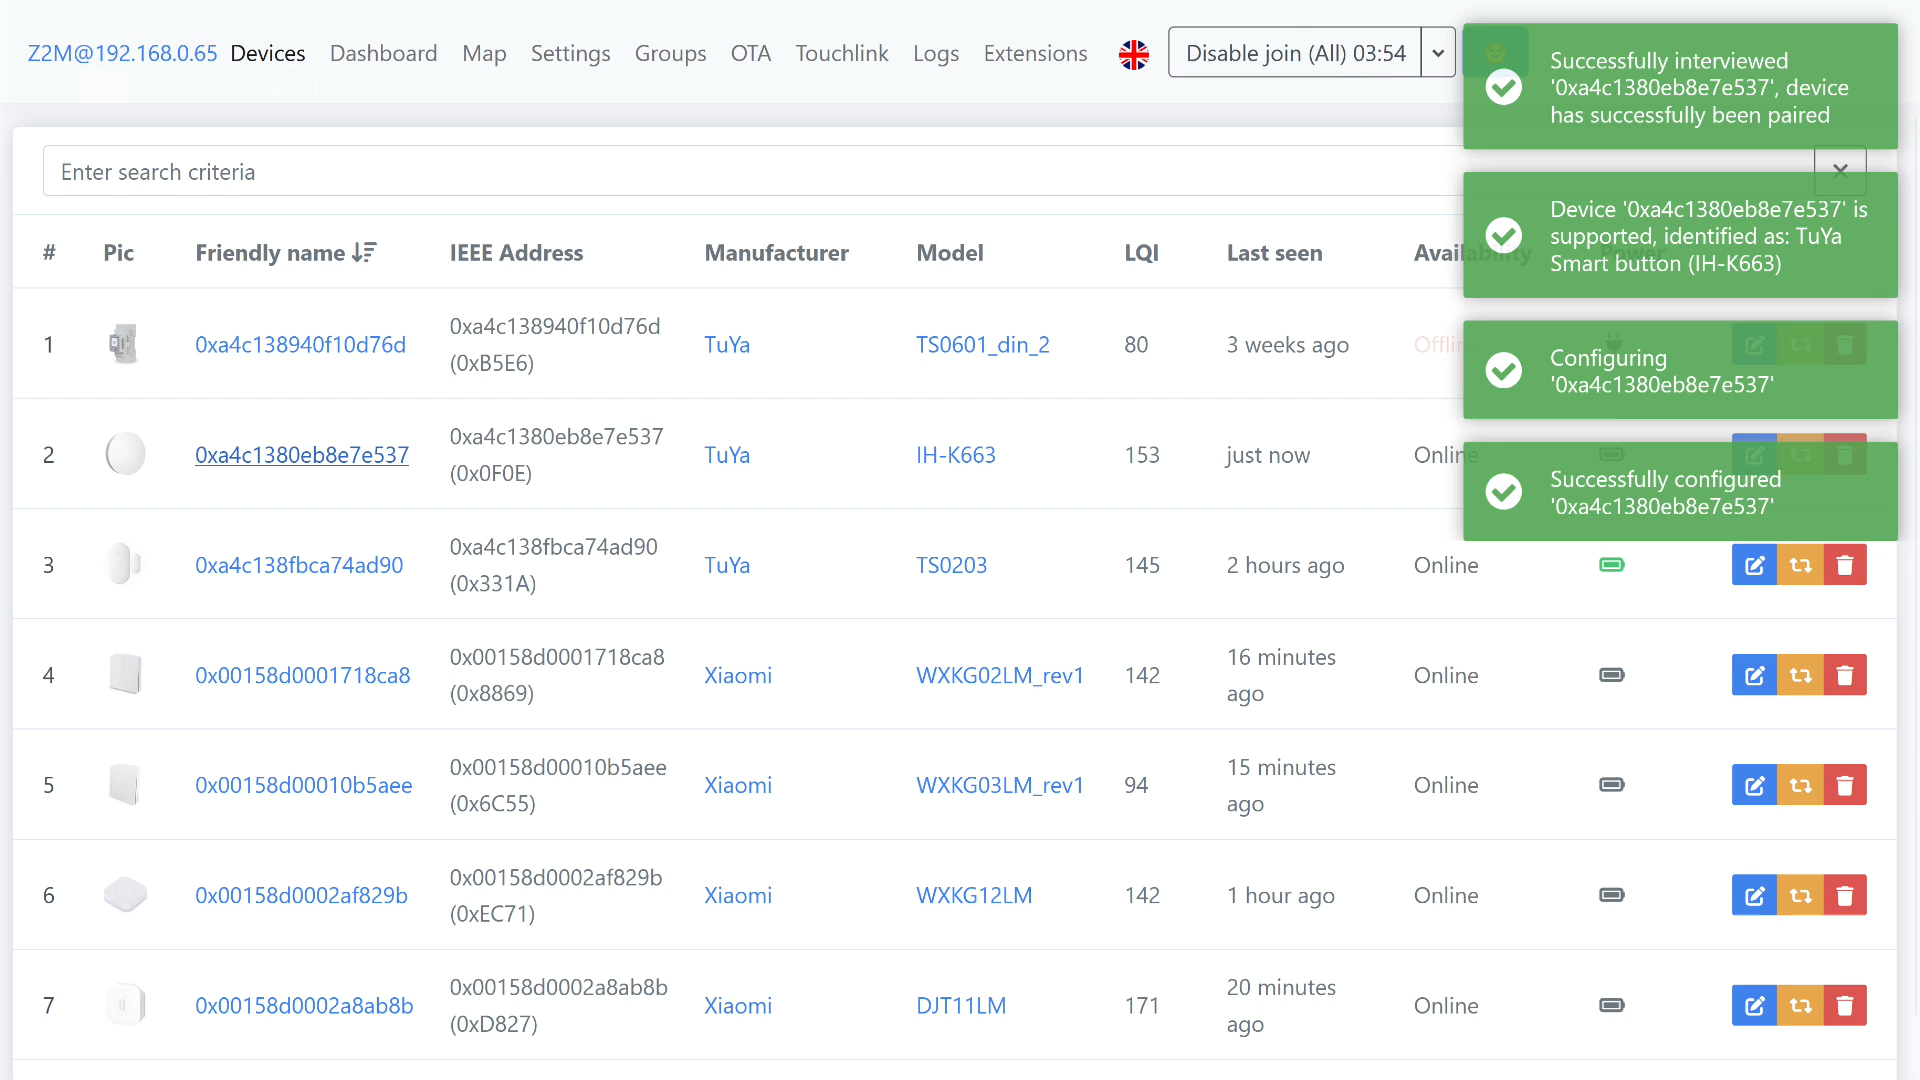 Z2M@192.168.0.65 Devices Dashboard Map Settings Groups OTA Touchlink Logs Extensions Disable join (All) 03:54
Successfully interviewed
'0xa4c1380eb8e7e537', device
has successfully been paired
Enter search criteria
Device '0xa4c1380eb8e7e537' is
supported, identified as: TuYa
Smart button (IH-K663)
# Pic Friendly name IEEE Address Manufacturer Model LQI Last seen Availability Power
1 0xa4c138940f10d76d 0xa4c138940f10d76d (0xB5E6) TuYa TS0601_din_2 80 3 weeks ago Offli
Configuring
'0xa4c1380eb8e7e537'
2 0xa4c1380eb8e7e537 0xa4c1380eb8e7e537 (0x0F0E) TuYa IH-K663 153 just now Online
Successfully configured
'0xa4c1380eb8e7e537'
3 0xa4c138fbca74ad90 0xa4c138fbca74ad90 (0x331A) TuYa TS0203 145 2 hours ago Online
4 0x00158d0001718ca8 0x00158d0001718ca8 (0x8869) Xiaomi WXKG02LM_rev1 142 16 minutes ago Online
5 0x00158d00010b5aee 0x00158d00010b5aee (0x6C55) Xiaomi WXKG03LM_rev1 94 15 minutes ago Online
6 0x00158d0002af829b 0x00158d0002af829b (0xEC71) Xiaomi WXKG12LM 142 1 hour ago Online
7 0x00158d0002a8ab8b 0x00158d0002a8ab8b (0xD827) Xiaomi DJT11LM 171 20 minutes ago Online